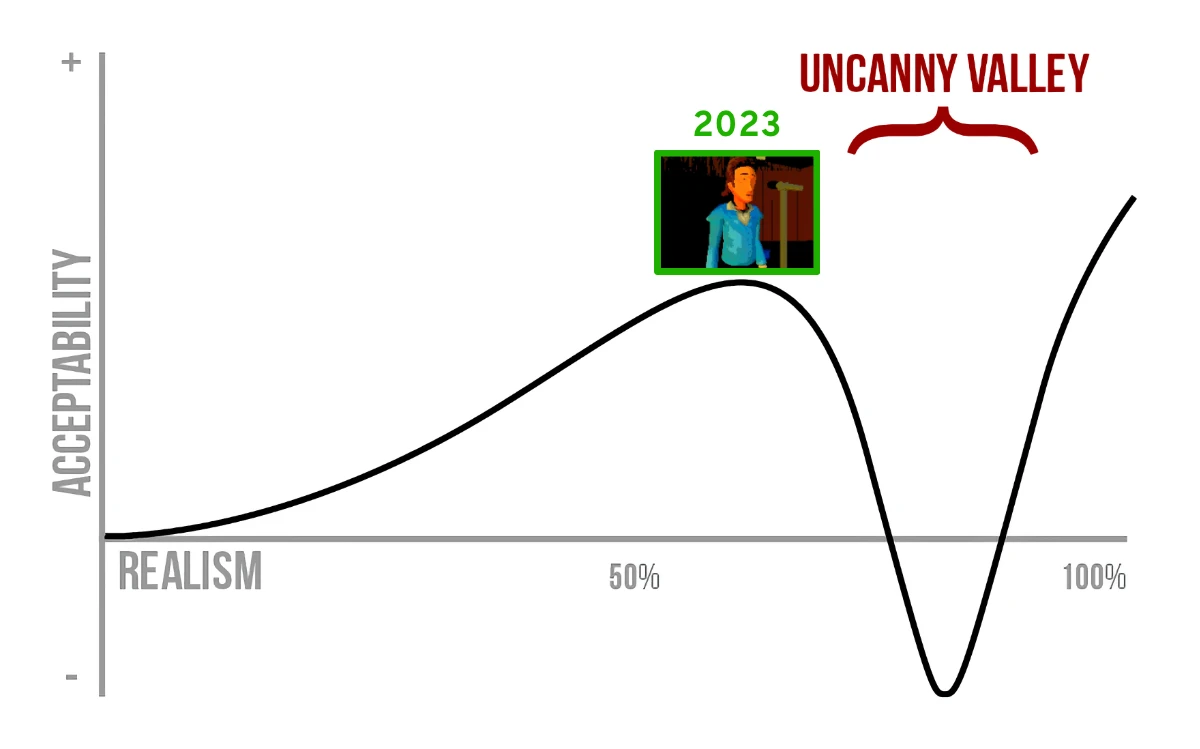 +
UNCANNY VALLEY
2023
ACCEPTABILITY
REALISM
50%
100%
-